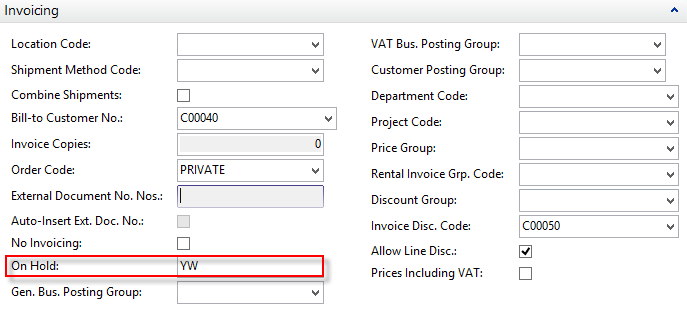 Invoicing
Location Code:
Shipment Method Code:
Combine Shipments:
Bill-to Customer No.: C00040
Invoice Copies: 0
Order Code: PRIVATE
External Document No. Nos.:
Auto-Insert Ext. Doc. No.:
No Invoicing:
On Hold: YW
Gen. Bus. Posting Group:
VAT Bus. Posting Group:
Customer Posting Group:
Department Code:
Project Code:
Price Group:
Rental Invoice Grp. Code:
Discount Group:
Invoice Disc. Code: C00050
Allow Line Disc.:
Prices Including VAT: